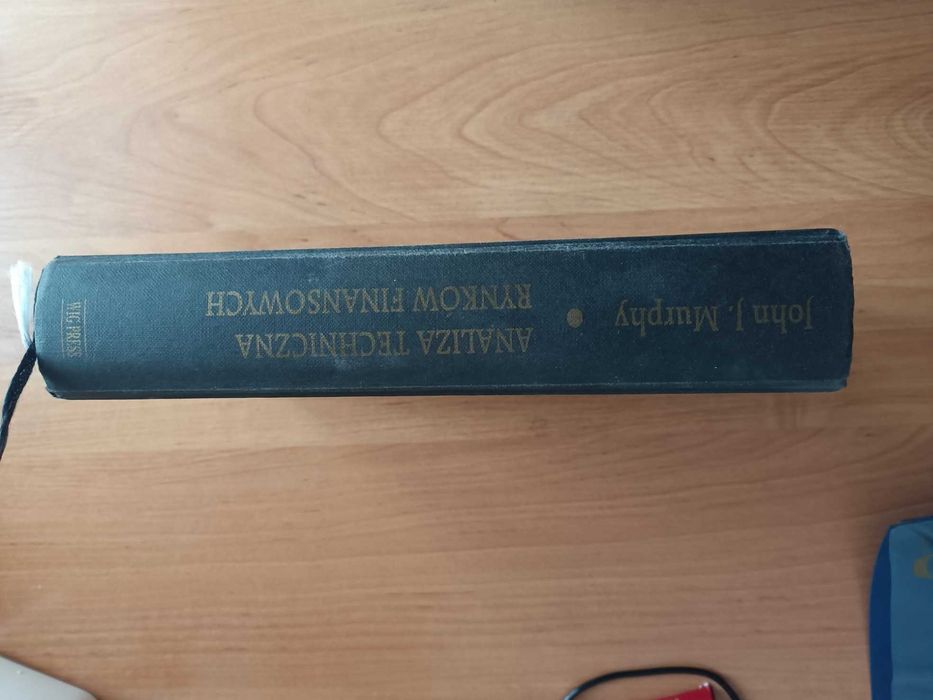 John J. Murphy
ANALIZA TECHNICZNA
RYNKÓW FINANSOWYCH
WIG PRESS